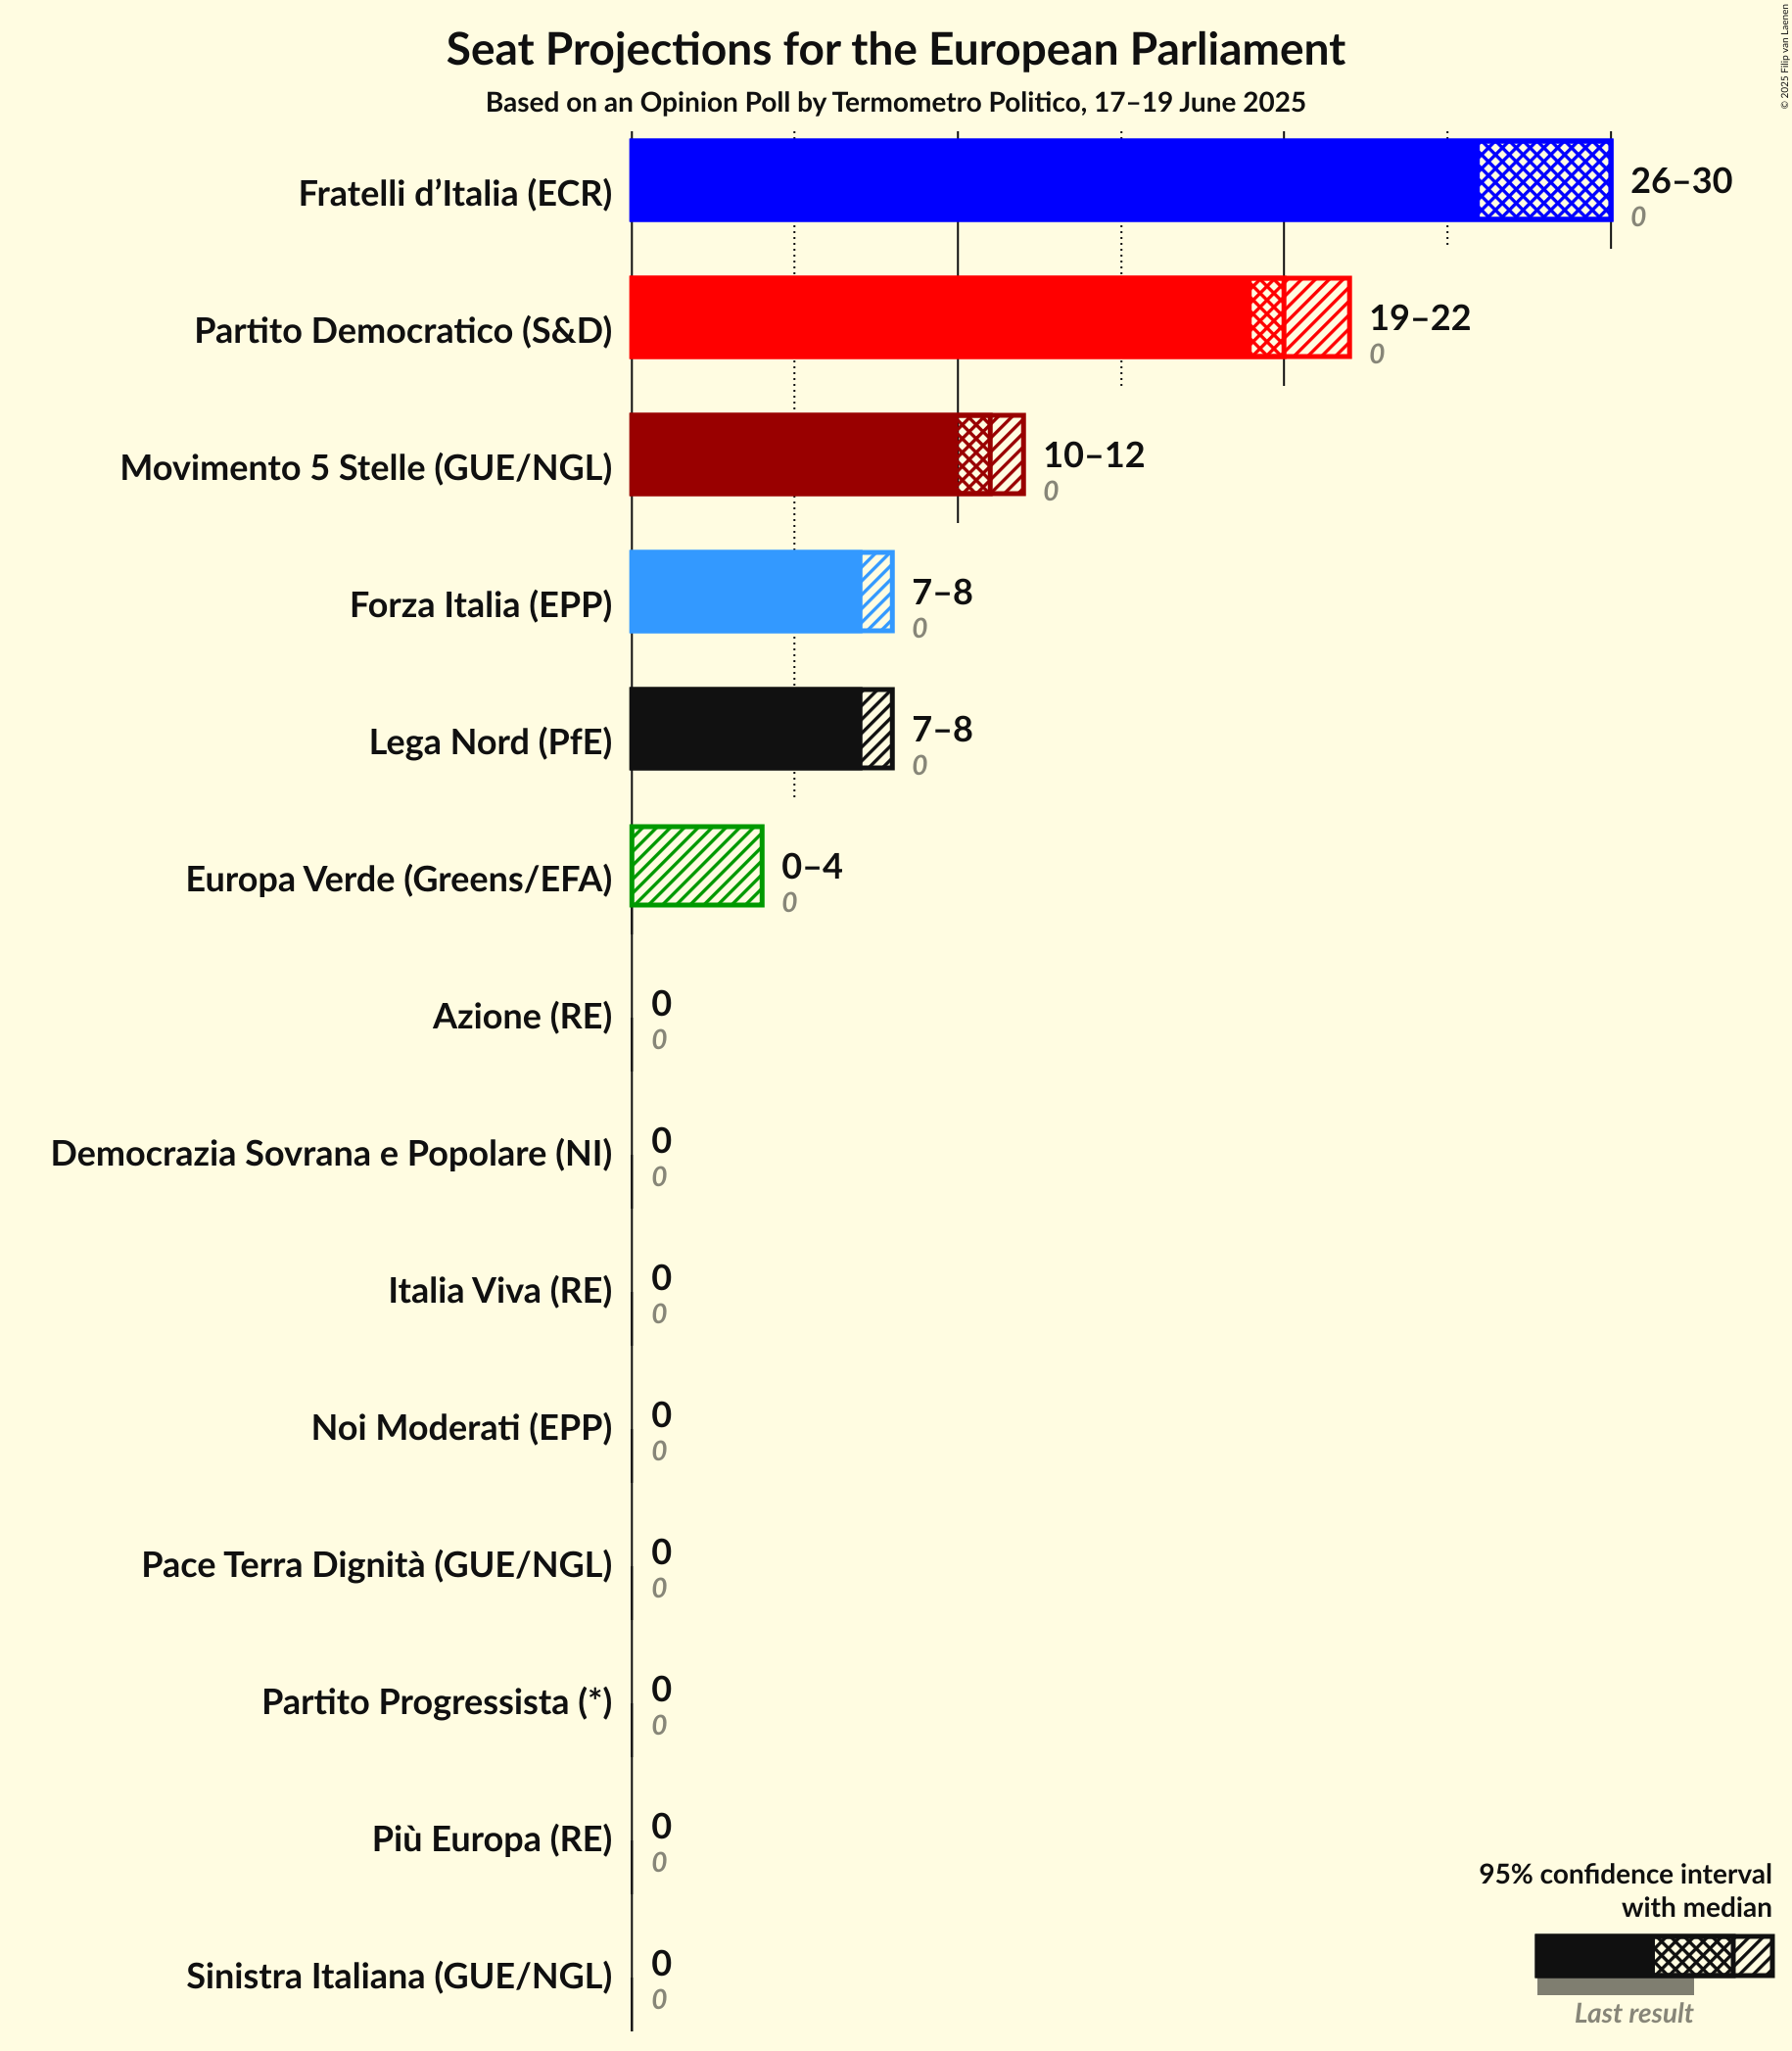 Seat Projections for the European Parliament
Based on an Opinion Poll by Termometro Politico, 17–19 June 2025
© 2025 Filip van Laenen
Fratelli d’Italia (ECR)
26–30
0
Partito Democratico (S&D)
19–22
0
Movimento 5 Stelle (GUE/NGL)
10–12
0
Forza Italia (EPP)
7–8
0
Lega Nord (PfE)
7–8
0
Europa Verde (Greens/EFA)
0–4
0
Azione (RE)
0
0
Democrazia Sovrana e Popolare (NI)
0
0
Italia Viva (RE)
0
0
Noi Moderati (EPP)
0
0
Pace Terra Dignità (GUE/NGL)
0
0
Partito Progressista (*)
0
0
Più Europa (RE)
0
0
Sinistra Italiana (GUE/NGL)
0
0
95% confidence interval
with median
Last result